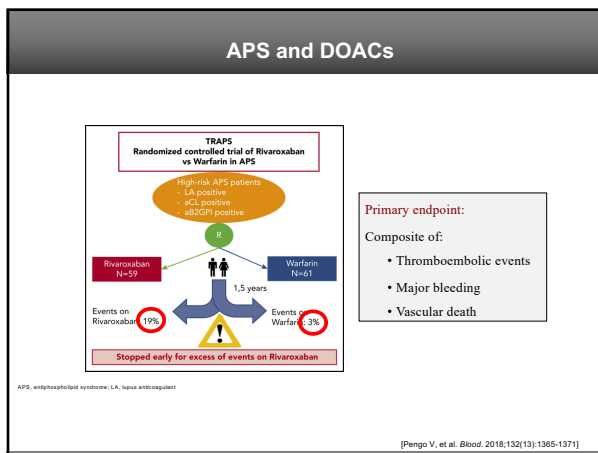 APS and DOACs
TRAPS
Randomized controlled trial of Rivaroxaban
vs Warfarin in APS
High-risk APS patients
- LA positive
- aCL positive
- aB2GPI positive
R
Rivaroxaban
N=59
Warfarin
N=61
1,5 years
Events on
Rivaroxaban: 19%
Events on
Warfarin: 3%
Stopped early for excess of events on Rivaroxaban
Primary endpoint:
Composite of:
• Thromboembolic events
• Major bleeding
• Vascular death
APS, antiphospholipid syndrome; LA, lupus anticoagulant
[Pengo V, et al. Blood. 2018;132(13):1365-1371]